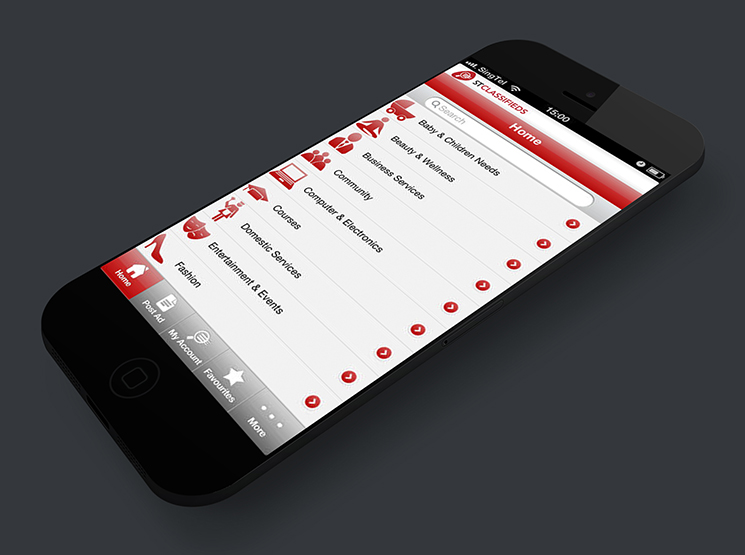 SingTel
15:00
STCLASSIFIEDS
Home
Search
Baby & Children Needs
Beauty & Wellness
Business Services
Community
Computer & Electronics
Courses
Domestic Services
Entertainment & Events
Fashion
Home
Post Ad
My Account
Favourites
More